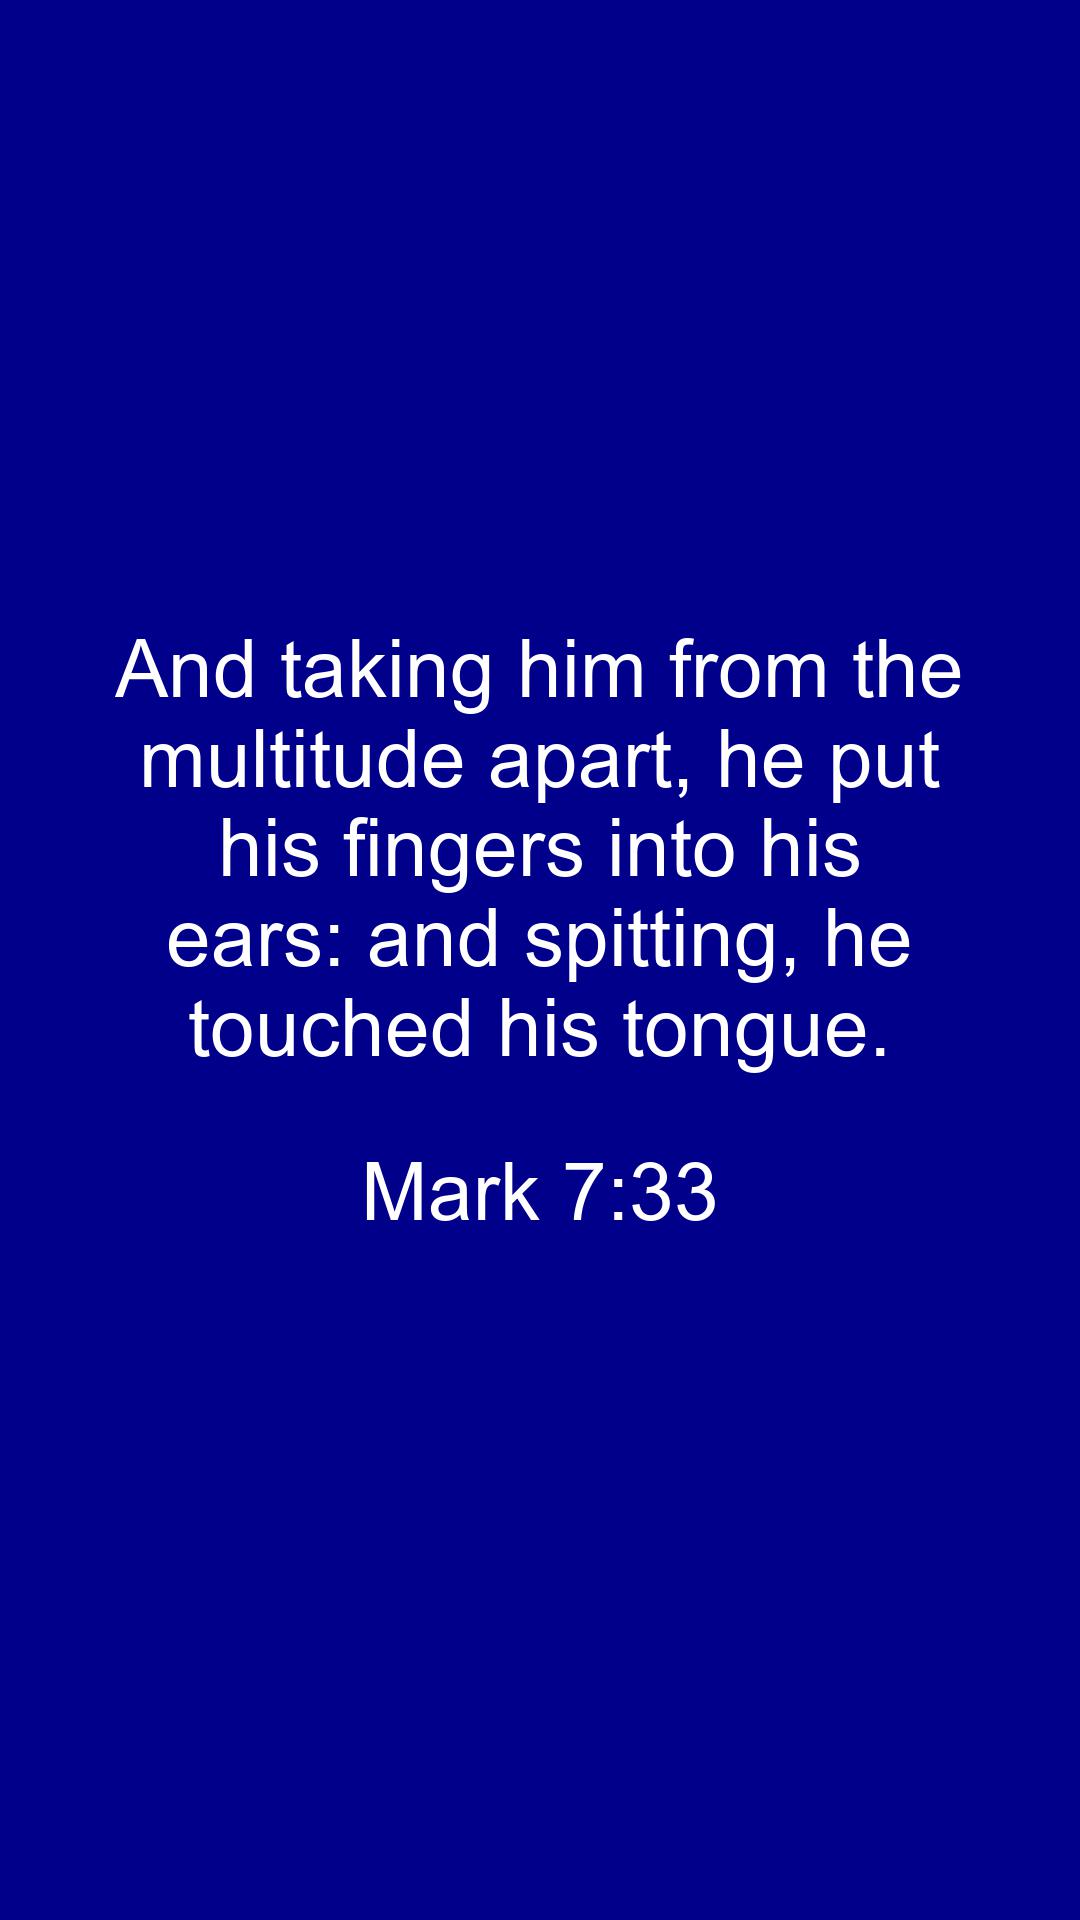 And taking him from the
multitude apart, he put
his fingers into his
ears: and spitting, he
touched his tongue.
Mark 7:33